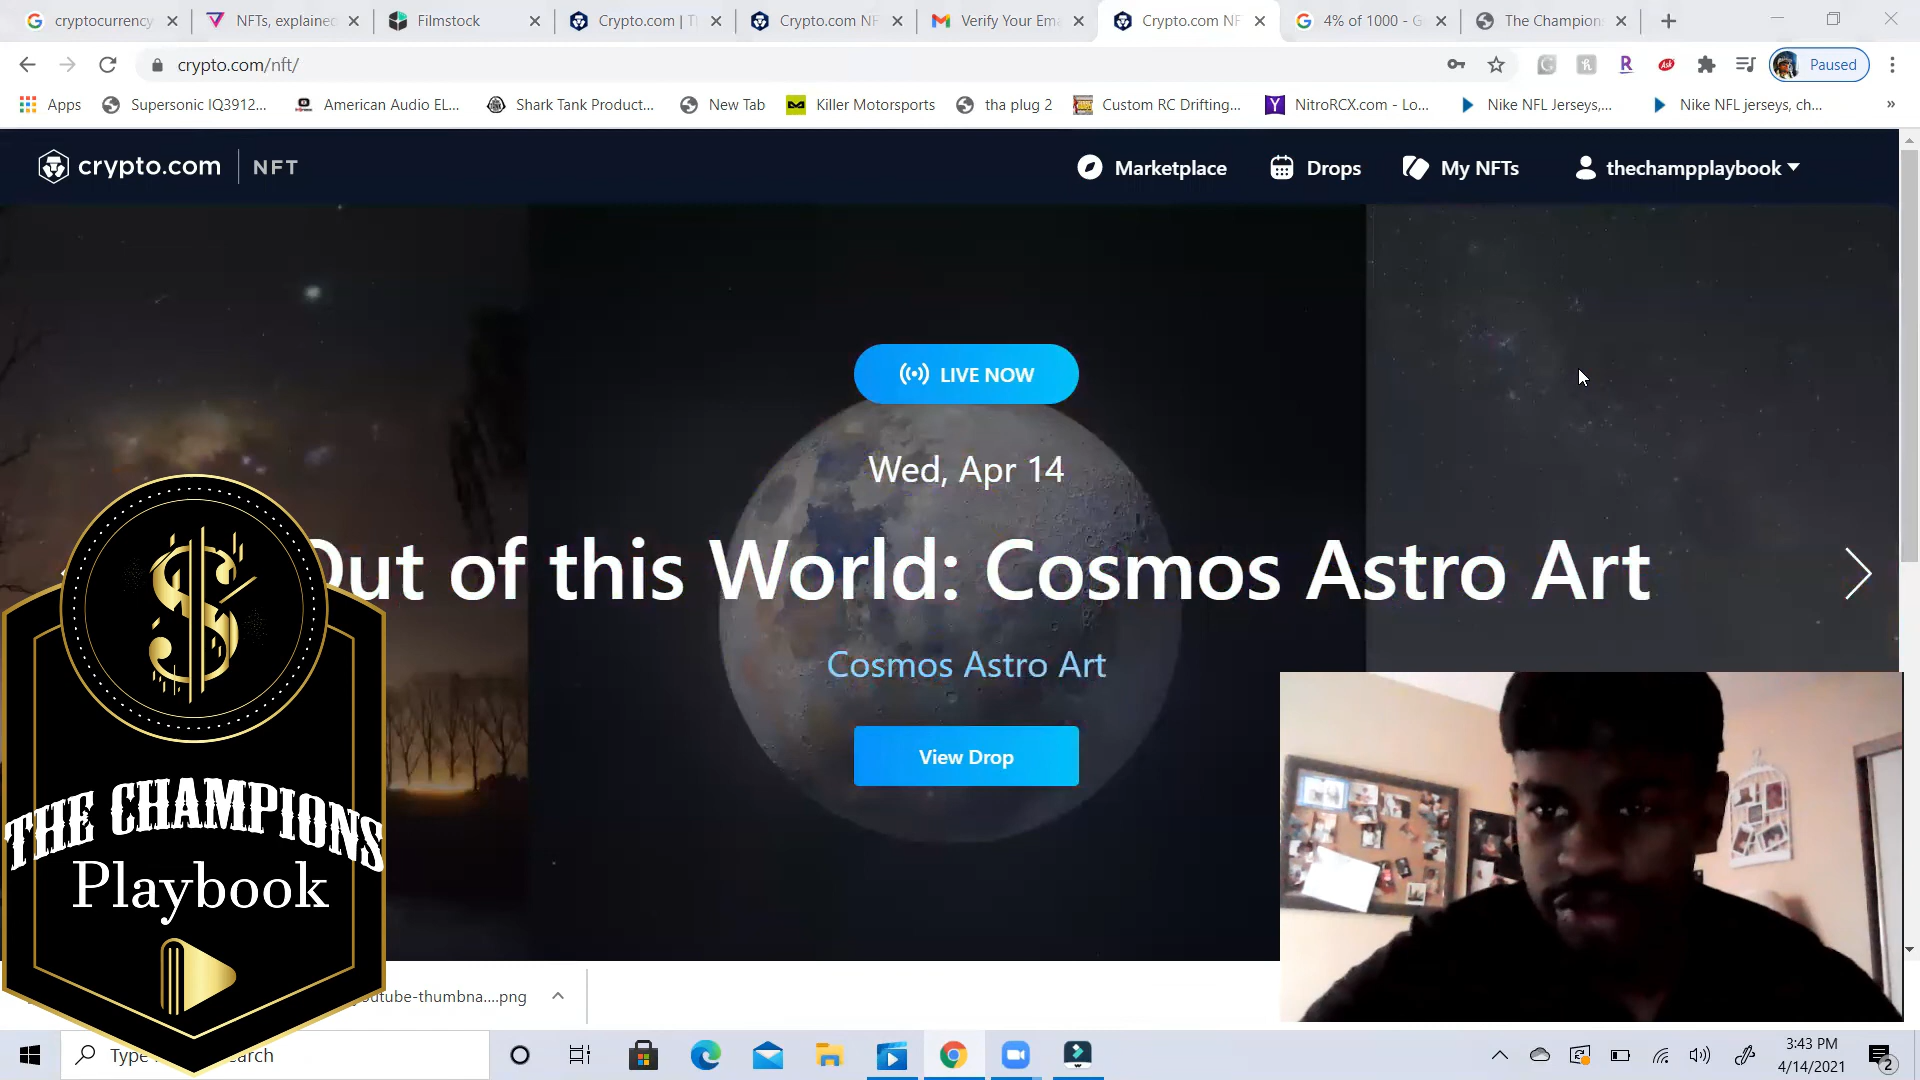 cryptocurrency
NFTs, explained
Filmstock
Crypto.com | Th
Crypto.com NF
Verify Your Ema
Crypto.com NF
4% of 1000 - G
The Champion
crypto.com/nft/
Paused
Apps
Supersonic IQ3912...
American Audio EL...
Shark Tank Product...
New Tab
Killer Motorsports
tha plug 2
Custom RC Drifting...
NitroRCX.com - Lo...
Nike NFL Jerseys,...
Nike NFL jerseys, ch...
»
crypto.com | NFT
Marketplace
Drops
My NFTs
thechampplaybook
LIVE NOW
Wed, Apr 14
Out of this World: Cosmos Astro Art
Cosmos Astro Art
View Drop
$
THE CHAMPIONS
Playbook
outube-thumbna....png
Type
arch
3:43 PM
4/14/2021
2